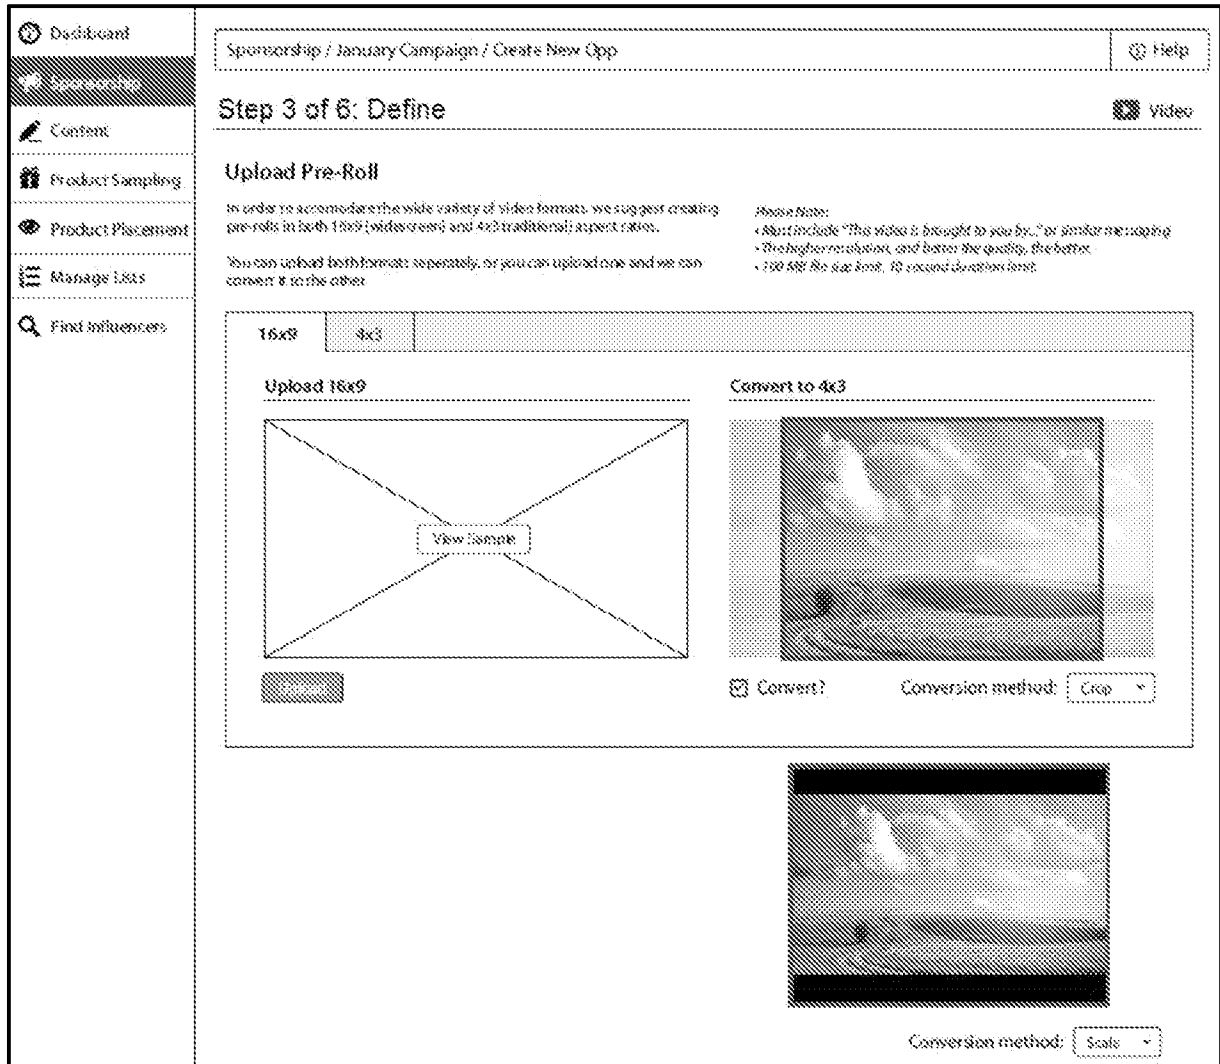 Dashboard
Sponsorship
Content
Product Sampling
Product Placement
Manage Lists
Find Influencers
Sponsorship / January Campaign / Create New Opp
Help
Step 3 of 6: Define
Video
Upload Pre-Roll
In order to accomodate the wide variety of video formats, we suggest creating
pre-rolls in both 16x9 (widescreen) and 4x3 (traditional) aspect ratios.
You can upload both formats seperately, or you can upload one and we can
convert it to the other.
Please Note:
• Must include "This video is brought to you by..." or similar messaging
• The higher resolution, and better the quality, the better.
• 100 MB file size limit, 10 second duration limit.
16x9
4x3
Upload 16x9
Convert to 4x3
View Sample
Convert?
Conversion method: Crop
Conversion method: Scale